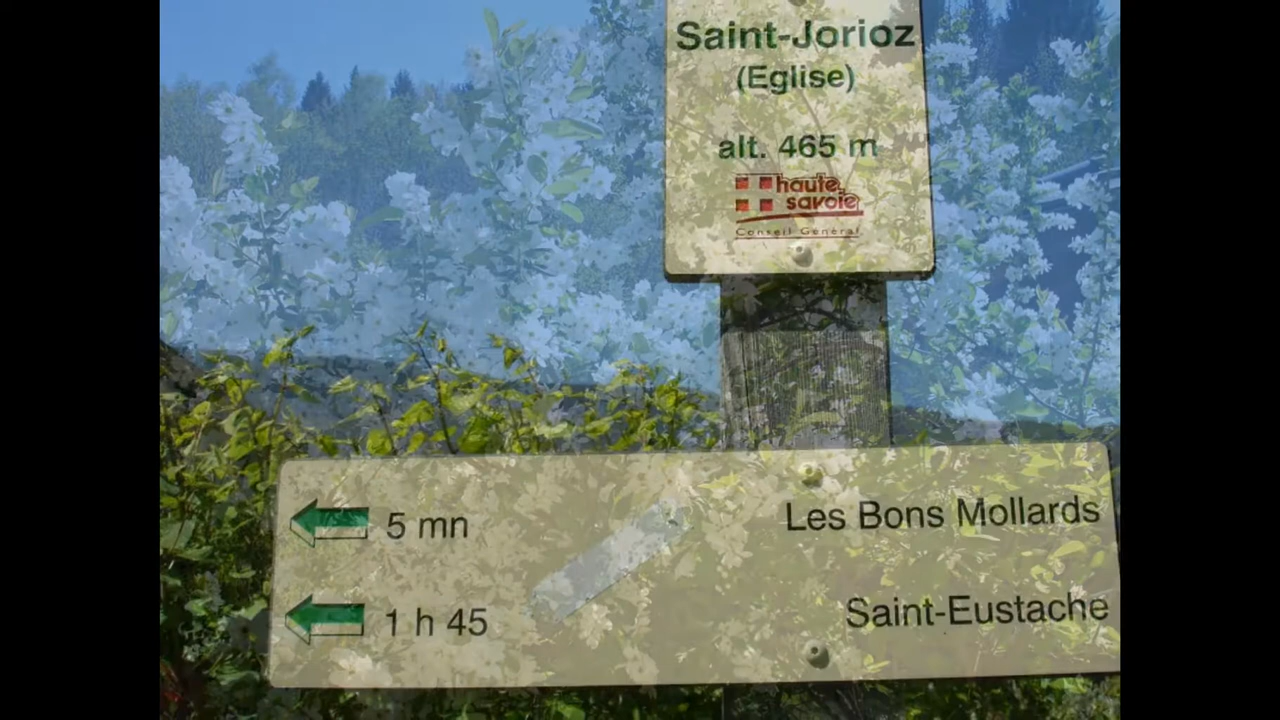 Saint-Jorioz
(Eglise)
alt. 465 m
haute
savoie
Conseil Général
5 mn Les Bons Mollards
1 h 45 Saint-Eustache